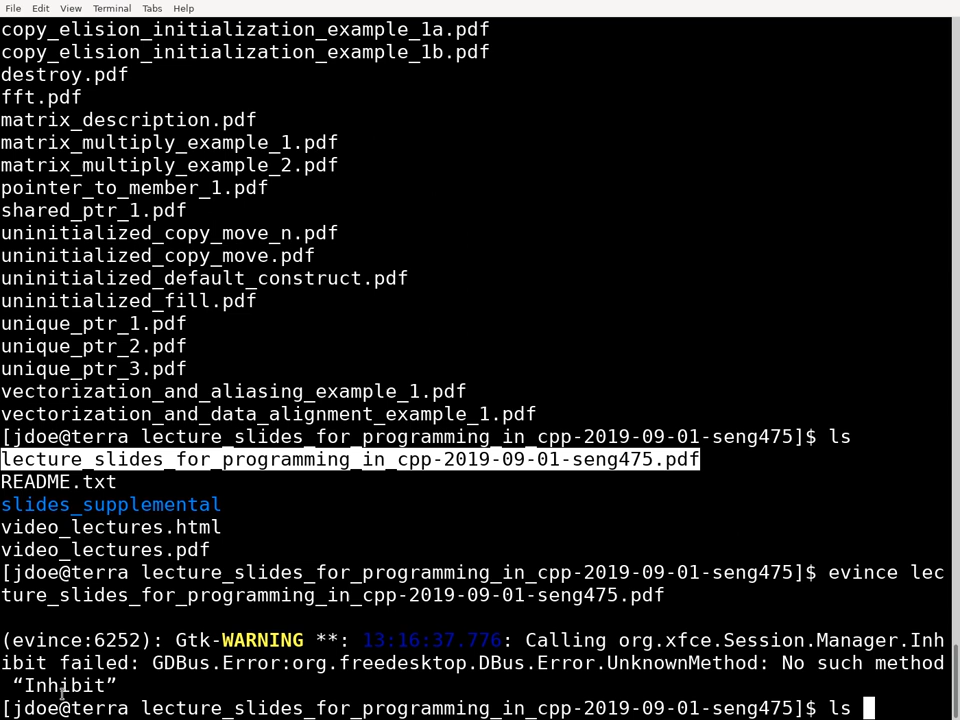 File Edit View Terminal Tabs Help
copy_elision_initialization_example_1a.pdf
copy_elision_initialization_example_1b.pdf
destroy.pdf
fft.pdf
matrix_description.pdf
matrix_multiply_example_1.pdf
matrix_multiply_example_2.pdf
pointer_to_member_1.pdf
shared_ptr_1.pdf
uninitialized_copy_move_n.pdf
uninitialized_copy_move.pdf
uninitialized_default_construct.pdf
uninitialized_fill.pdf
unique_ptr_1.pdf
unique_ptr_2.pdf
unique_ptr_3.pdf
vectorization_and_aliasing_example_1.pdf
vectorization_and_data_alignment_example_1.pdf
[jdoe@terra lecture_slides_for_programming_in_cpp-2019-09-01-seng475]$ ls
lecture_slides_for_programming_in_cpp-2019-09-01-seng475.pdf
README.txt
slides_supplemental
video_lectures.html
video_lectures.pdf
[jdoe@terra lecture_slides_for_programming_in_cpp-2019-09-01-seng475]$ evince lec
ture_slides_for_programming_in_cpp-2019-09-01-seng475.pdf
(evince:6252): Gtk-WARNING **: 13:16:37.776: Calling org.xfce.Session.Manager.Inh
ibit failed: GDBus.Error:org.freedesktop.DBus.Error.UnknownMethod: No such method
“Inhibit”
[jdoe@terra lecture_slides_for_programming_in_cpp-2019-09-01-seng475]$ ls